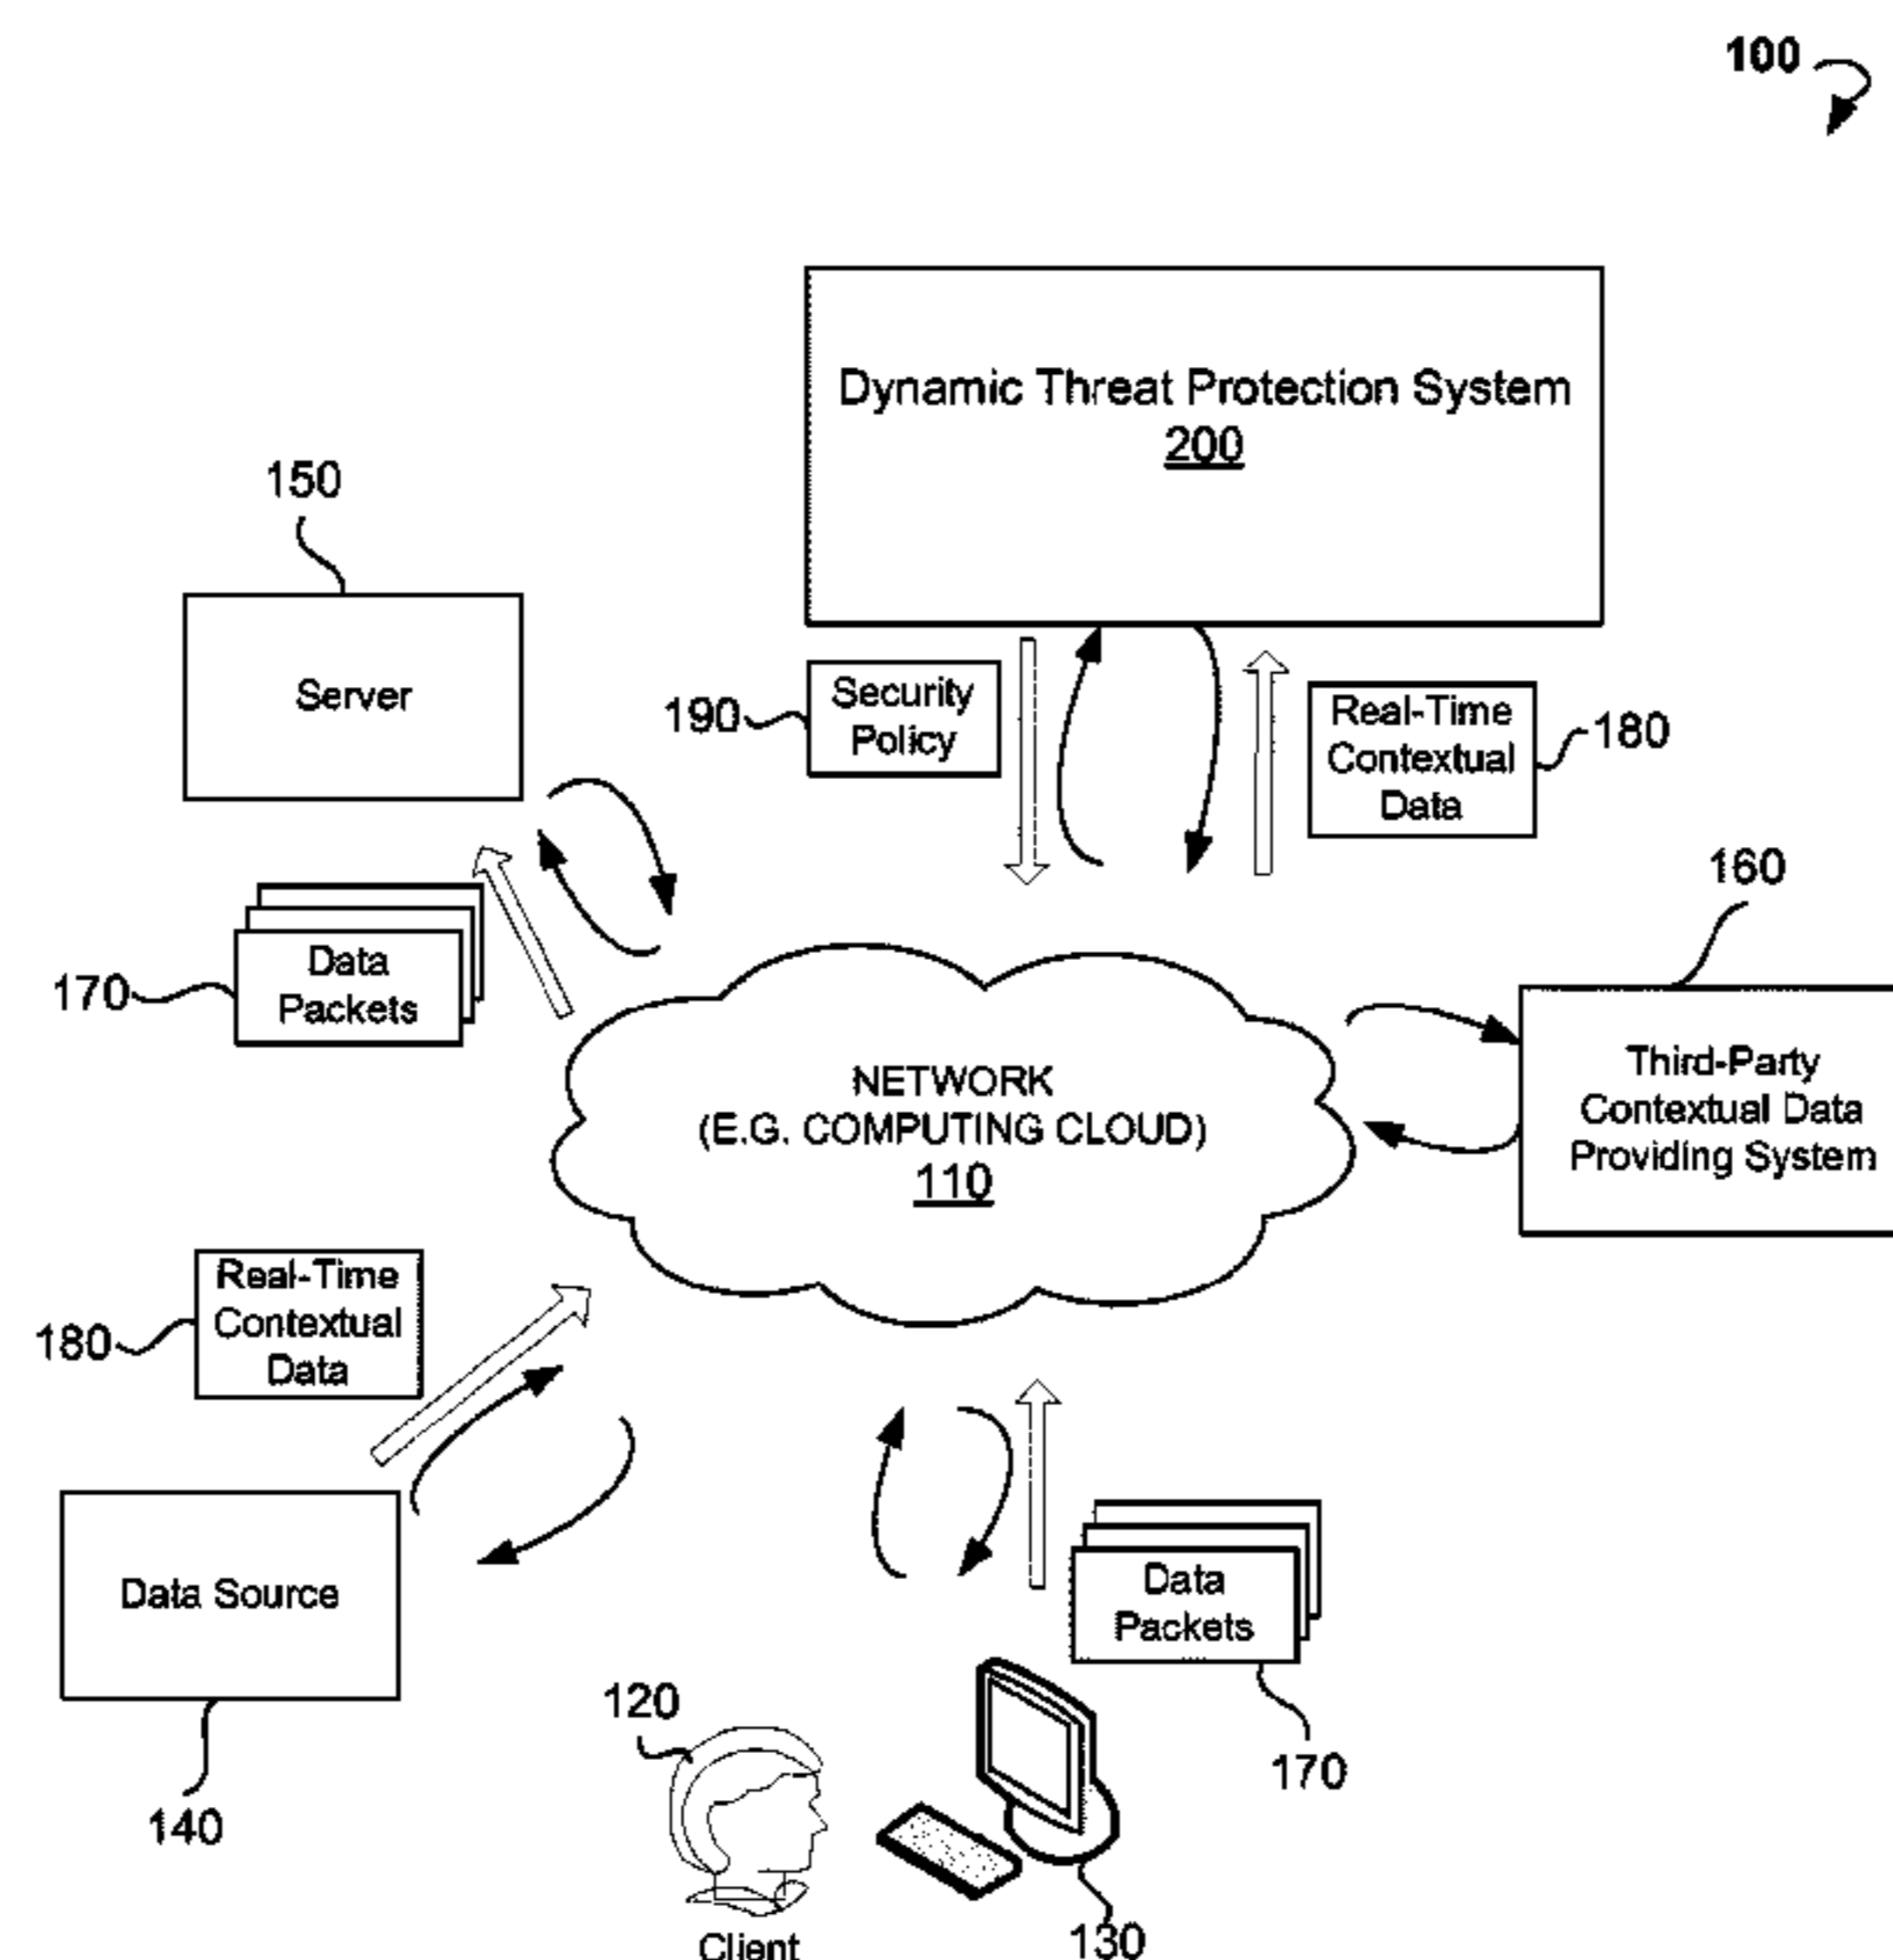 100
Dynamic Threat Protection System
200
150
Server
190
Security
Policy
Real-Time
Contextual
Data
180
160
170
Data
Packets
NETWORK
(E.G. COMPUTING CLOUD)
110
Third-Party
Contextual Data
Providing System
180
Real-Time
Contextual
Data
Data Source
140
Data
Packets
170
120
Client
130